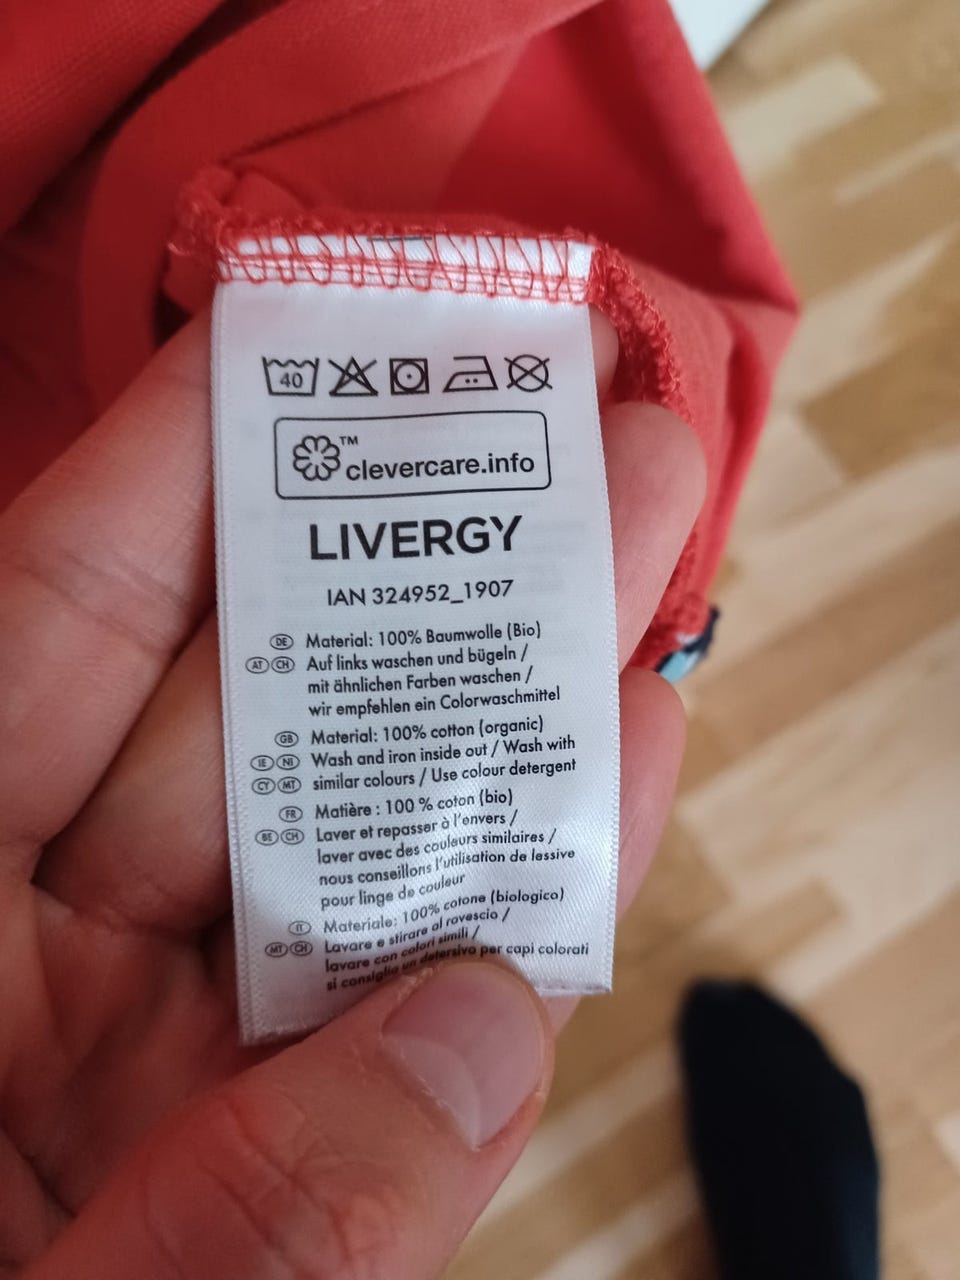 40
™
clevercare.info
LIVERGY
IAN 324952_1907
DE Material: 100% Baumwolle (Bio)
AT CH Auf links waschen und bügeln /
mit ähnlichen Farben waschen /
wir empfehlen ein Colorwaschmittel
GB Material: 100% cotton (organic)
IE NI Wash and iron inside out / Wash with
CY MT similar colours / Use colour detergent
FR Matière : 100 % coton (bio)
BE CH Laver et repasser à l'envers /
laver avec des couleurs similaires /
nous conseillons l'utilisation de lessive
pour linge de couleur
IT Materiale: 100% cotone (biologico)
MT CH Lavare e stirare al rovescio /
lavare con colori simili /
si consiglia un detersivo per capi colorati